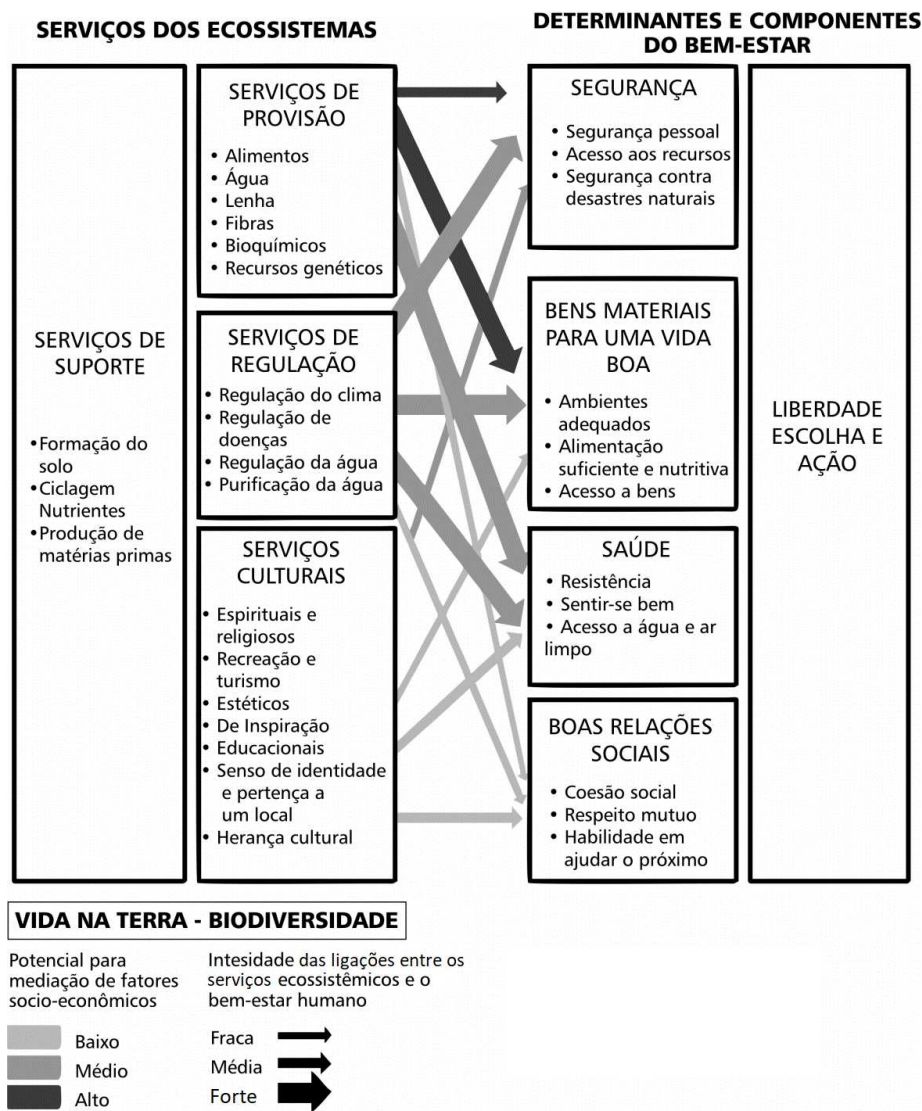 SERVIÇOS DOS ECOSSISTEMAS
DETERMINANTES E COMPONENTES
DO BEM-ESTAR
SERVIÇOS DE
SUPORTE
•Formação do
solo
•Ciclagem
Nutrientes
•Produção de
matérias primas
SERVIÇOS DE
PROVISÃO
• Alimentos
• Água
• Lenha
• Fibras
• Bioquímicos
• Recursos genéticos
SERVIÇOS DE
REGULAÇÃO
• Regulação do clima
• Regulação de
doenças
• Regulação da água
• Purificação da água
SERVIÇOS
CULTURAIS
• Espirituais e
religiosos
• Recreação e
turismo
• Estéticos
• De Inspiração
• Educacionais
• Senso de identidade
e pertença a
um local
• Herança cultural
SEGURANÇA
• Segurança pessoal
• Acesso aos recursos
• Segurança contra
desastres naturais
BENS MATERIAIS
PARA UMA VIDA
BOA
• Ambientes
adequados
• Alimentação
suficiente e nutritiva
• Acesso a bens
SAÚDE
• Resistência
• Sentir-se bem
• Acesso a água e ar
limpo
BOAS RELAÇÕES
SOCIAIS
• Coesão social
• Respeito mutuo
• Habilidade em
ajudar o próximo
LIBERDADE
ESCOLHA E
AÇÃO
VIDA NA TERRA - BIODIVERSIDADE
Potencial para
mediação de fatores
socio-econômicos
Baixo
Médio
Alto
Intesidade das ligações entre os
serviços ecossistêmicos e o
bem-estar humano
Fraca
Média
Forte